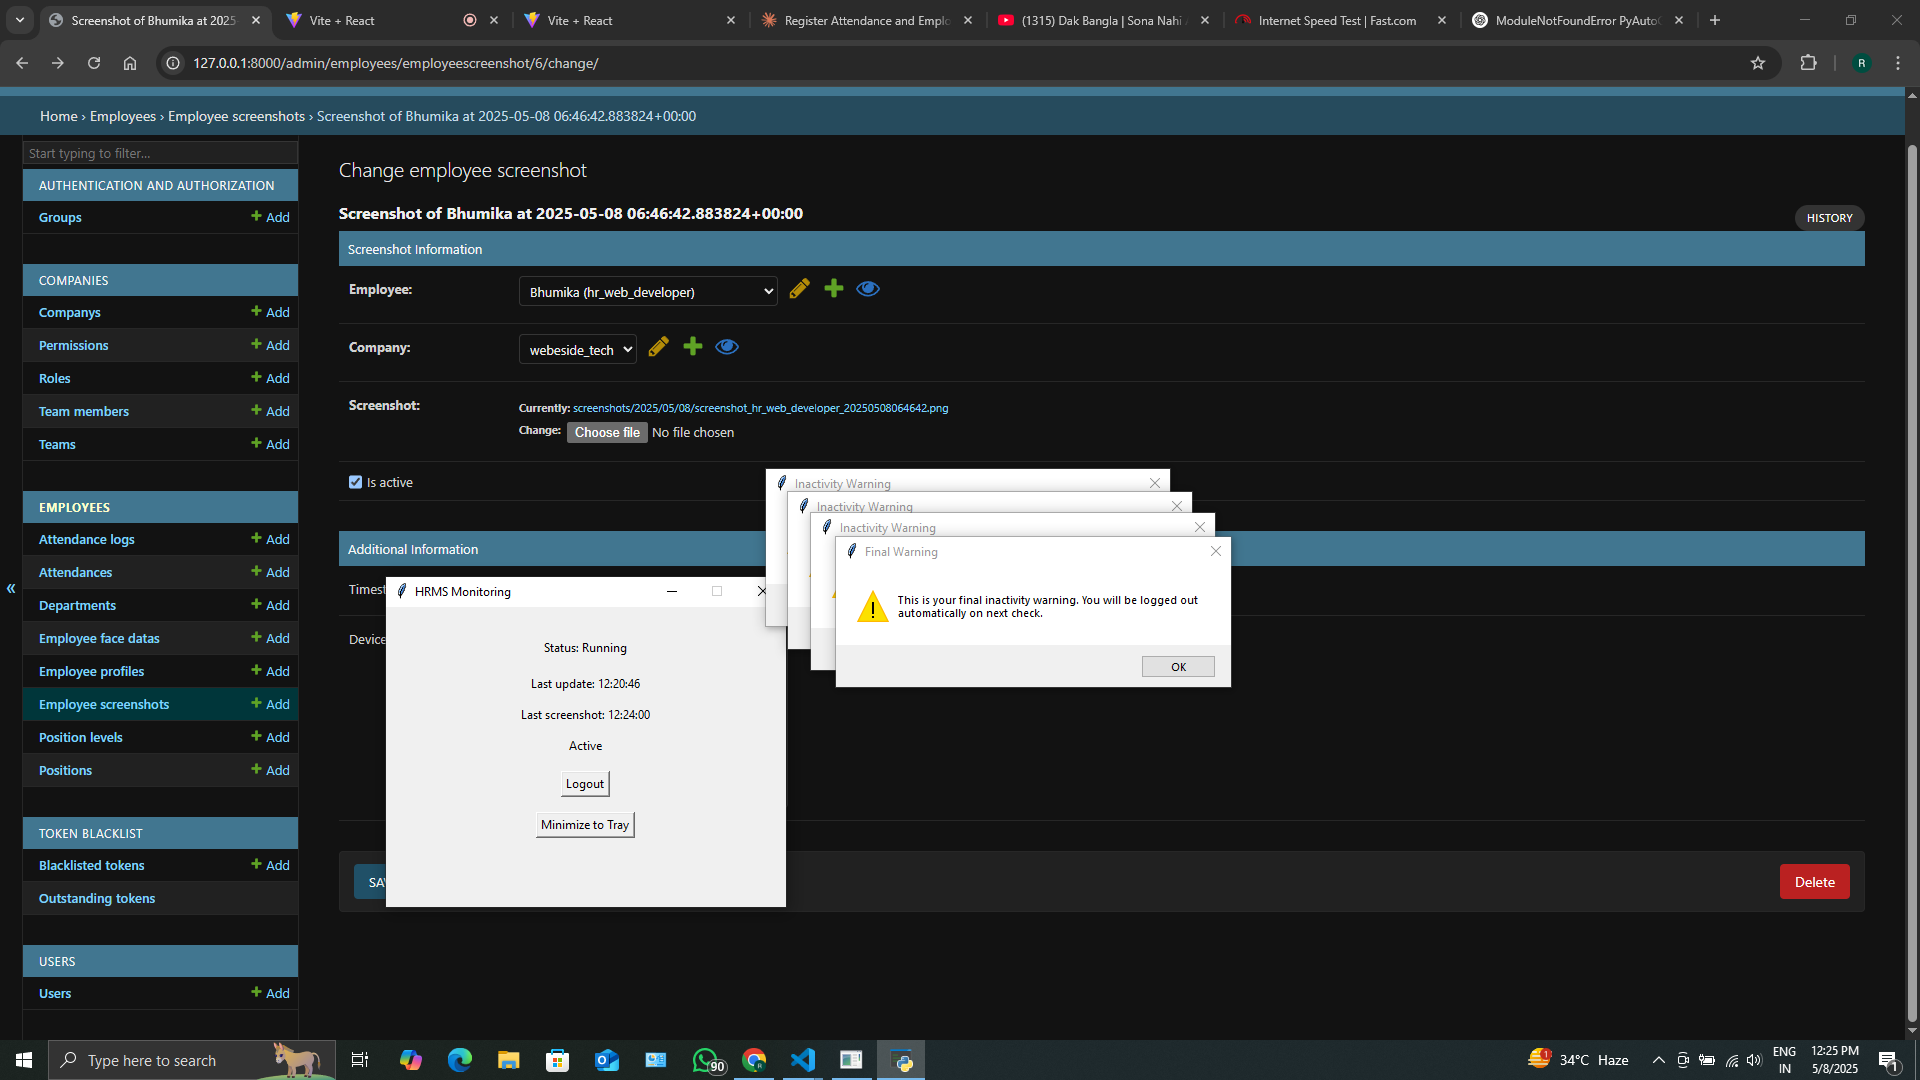 Screenshot of Bhumika at 2025
Vite + React
Vite + React
Register Attendance and Emplo
(1315) Dak Bangla | Sona Nahi
Internet Speed Test | Fast.com
ModuleNotFoundError PyAuto
127.0.0.1:8000/admin/employees/employeescreenshot/6/change/
R
Home › Employees › Employee screenshots › Screenshot of Bhumika at 2025-05-08 06:46:42.883824+00:00
Start typing to filter...
AUTHENTICATION AND AUTHORIZATION
Groups + Add
COMPANIES
Companys + Add
Permissions + Add
Roles + Add
Team members + Add
Teams + Add
EMPLOYEES
Attendance logs + Add
Attendances + Add
Departments + Add
Employee face datas + Add
Employee profiles + Add
Employee screenshots + Add
Position levels + Add
Positions + Add
TOKEN BLACKLIST
Blacklisted tokens + Add
Outstanding tokens
USERS
Users + Add
«
Change employee screenshot
Screenshot of Bhumika at 2025-05-08 06:46:42.883824+00:00
HISTORY
Screenshot Information
Employee: Bhumika (hr_web_developer)
Company: webeside_tech
Screenshot: Currently: screenshots/2025/05/08/screenshot_hr_web_developer_20250508064642.png
Change: Choose file No file chosen
Is active
Additional Information
Timest
Device
SA
Delete
Inactivity Warning
Inactivity Warning
Inactivity Warning
Final Warning
This is your final inactivity warning. You will be logged out
automatically on next check.
OK
HRMS Monitoring
Status: Running
Last update: 12:20:46
Last screenshot: 12:24:00
Active
Logout
Minimize to Tray
Type here to search
90
1
34°C Haze
ENG
IN
12:25 PM
5/8/2025
1